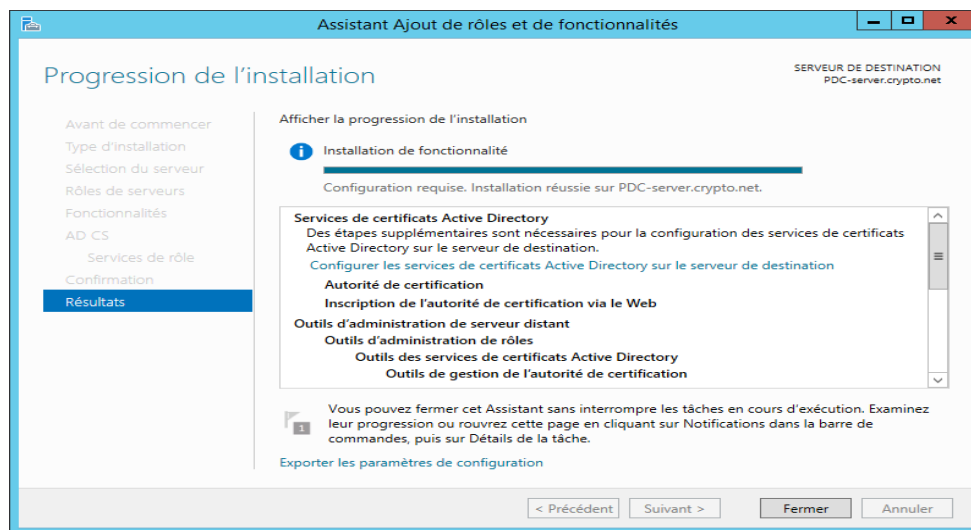 Assistant Ajout de rôles et de fonctionnalités
Progression de l'installation
SERVEUR DE DESTINATION
PDC-server.crypto.net
Avant de commencer
Type d'installation
Sélection du serveur
Rôles de serveurs
Fonctionnalités
AD CS
Services de rôle
Confirmation
Résultats
Afficher la progression de l'installation
Installation de fonctionnalité
Configuration requise. Installation réussie sur PDC-server.crypto.net.
Services de certificats Active Directory
Des étapes supplémentaires sont nécessaires pour la configuration des services de certificats
Active Directory sur le serveur de destination.
Configurer les services de certificats Active Directory sur le serveur de destination
Autorité de certification
Inscription de l'autorité de certification via le Web
Outils d'administration de serveur distant
Outils d'administration de rôles
Outils des services de certificats Active Directory
Outils de gestion de l'autorité de certification
1
Vous pouvez fermer cet Assistant sans interrompre les tâches en cours d'exécution. Examinez
leur progression ou rouvrez cette page en cliquant sur Notifications dans la barre de
commandes, puis sur Détails de la tâche.
Exporter les paramètres de configuration
< Précédent
Suivant >
Fermer
Annuler